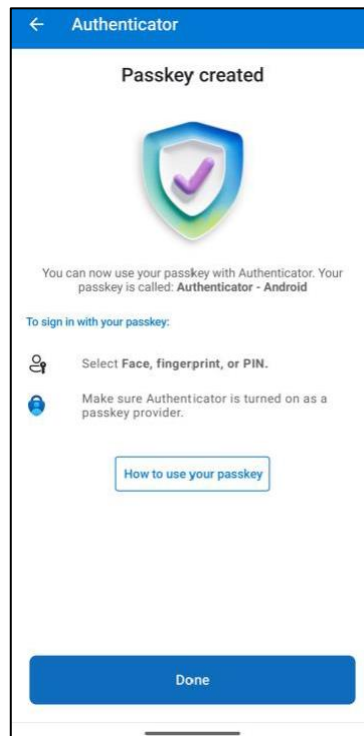 Authenticator
Passkey created
You can now use your passkey with Authenticator. Your
passkey is called: Authenticator - Android
To sign in with your passkey:
Select Face, fingerprint, or PIN.
Make sure Authenticator is turned on as a
passkey provider.
How to use your passkey
Done